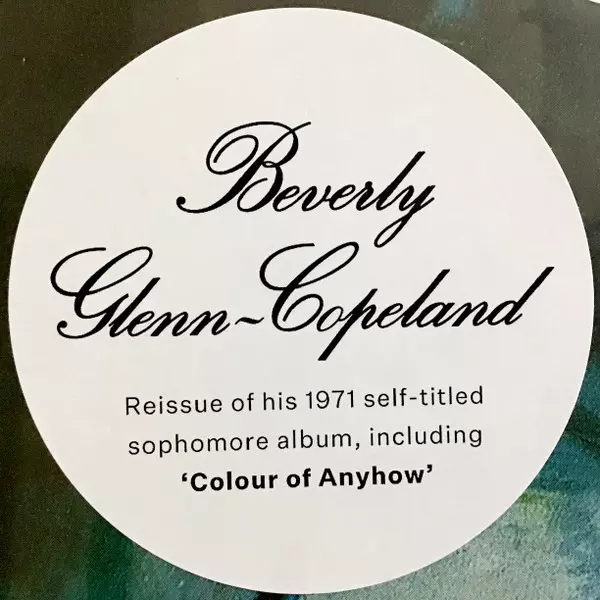 Beverly
Glenn~Copeland
Reissue of his 1971 self-titled
sophomore album, including
‘Colour of Anyhow’